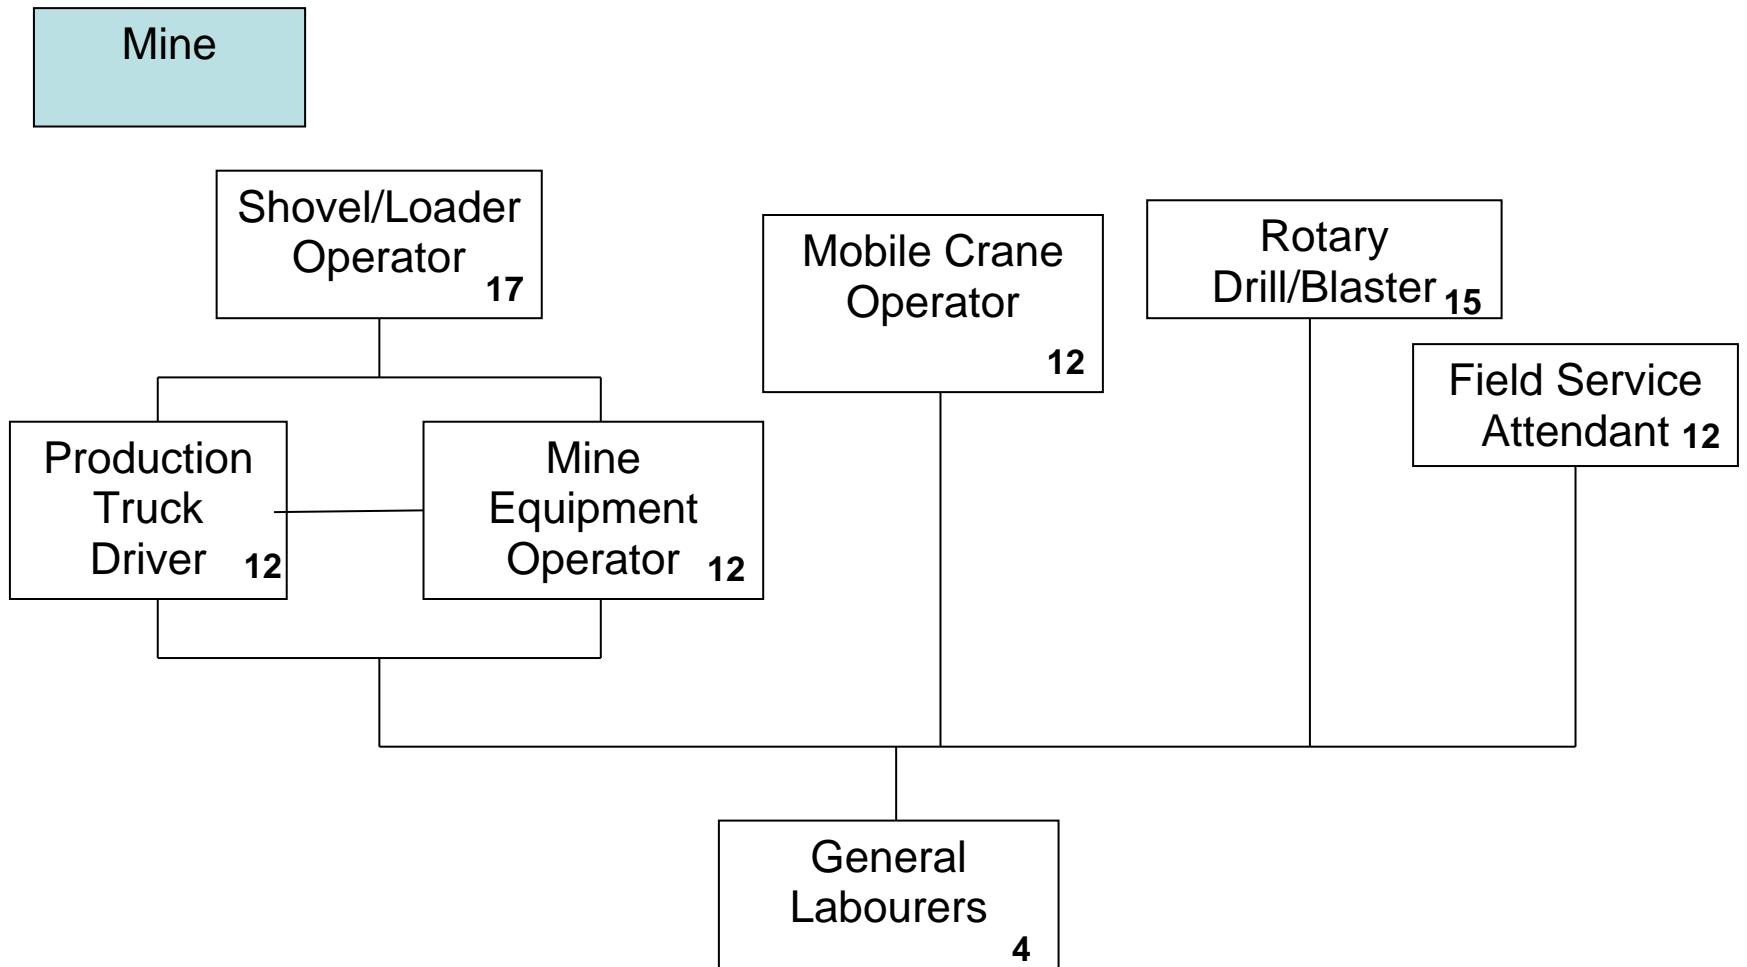 Mine
Shovel/Loader
Operator
17
Mobile Crane
Operator
12
Rotary
Drill/Blaster 15
Field Service
Attendant 12
Production
Truck
Driver 12
Mine
Equipment
Operator 12
General
Labourers
4